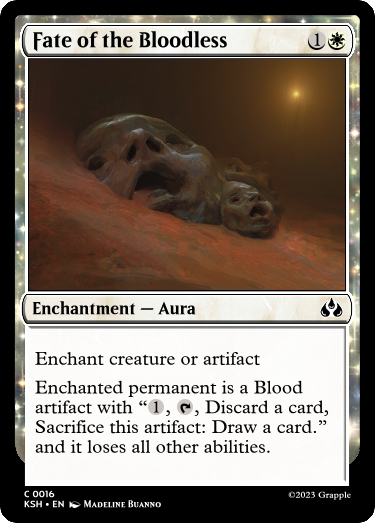 Fate of the Bloodless 1
Enchantment — Aura
Enchant creature or artifact
Enchanted permanent is a Blood
artifact with “1, , Discard a card,
Sacrifice this artifact: Draw a card.”
and it loses all other abilities.
C 0016
KSH • EN Madeline Buanno
©2023 Grapple